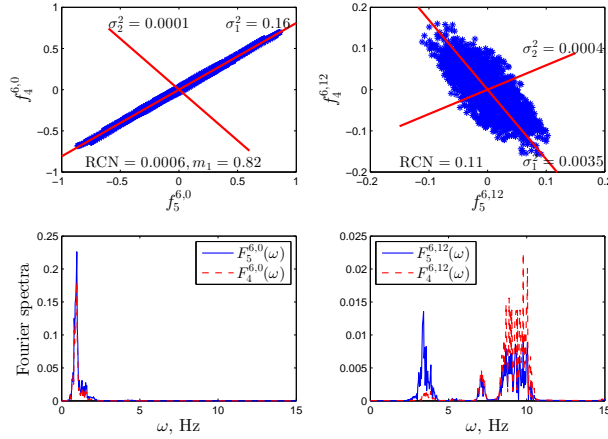 σ₂² = 0.0001
σ₁² = 0.16
RCN = 0.0006, m₁ = 0.82
1
0.5
0
−0.5
−1
−1
−0.5
0
0.5
1
f₄^{6,0}
f₅^{6,0}
σ₂² = 0.0004
RCN = 0.11
σ₁² = 0.0035
0.2
0.1
0
−0.1
−0.2
−0.2
−0.1
0
0.1
0.2
f₄^{6,12}
f₅^{6,12}
F₅^{6,0}(ω)
F₄^{6,0}(ω)
0.25
0.2
0.15
0.1
0.05
0
0
5
10
15
Fourier spectra
ω, Hz
F₅^{6,12}(ω)
F₄^{6,12}(ω)
0.025
0.02
0.015
0.01
0.005
0
0
5
10
15
ω, Hz